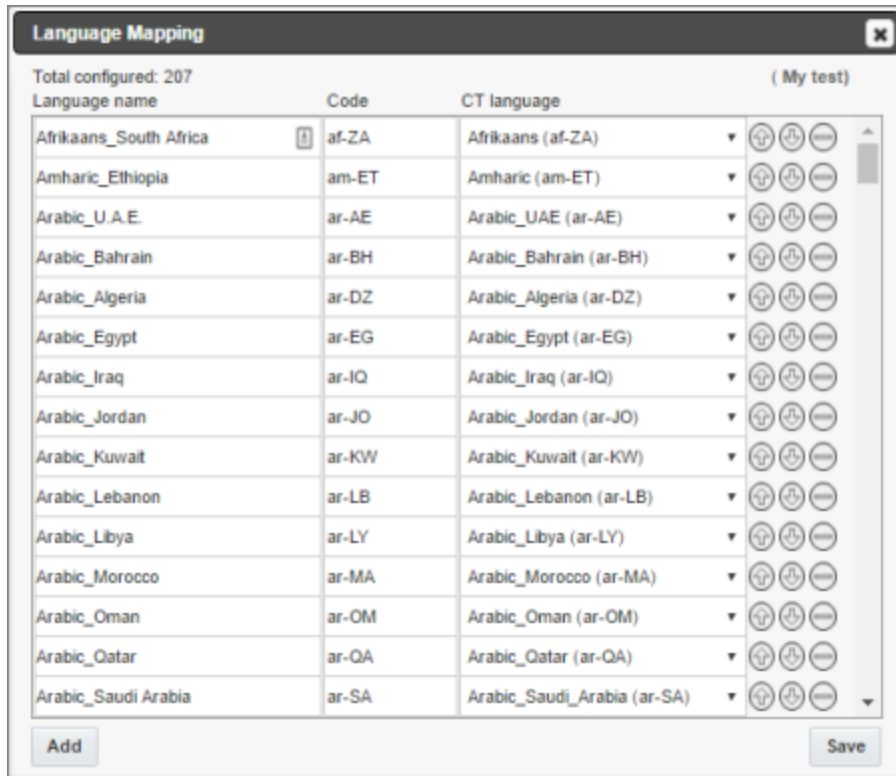 Language Mapping
Total configured: 207 ( My test)
Language name Code CT language
Afrikaans_South Africa af-ZA Afrikaans (af-ZA)
Amharic_Ethiopia am-ET Amharic (am-ET)
Arabic_U.A.E. ar-AE Arabic_UAE (ar-AE)
Arabic_Bahrain ar-BH Arabic_Bahrain (ar-BH)
Arabic_Algeria ar-DZ Arabic_Algeria (ar-DZ)
Arabic_Egypt ar-EG Arabic_Egypt (ar-EG)
Arabic_Iraq ar-IQ Arabic_Iraq (ar-IQ)
Arabic_Jordan ar-JO Arabic_Jordan (ar-JO)
Arabic_Kuwait ar-KW Arabic_Kuwait (ar-KW)
Arabic_Lebanon ar-LB Arabic_Lebanon (ar-LB)
Arabic_Libya ar-LY Arabic_Libya (ar-LY)
Arabic_Morocco ar-MA Arabic_Morocco (ar-MA)
Arabic_Oman ar-OM Arabic_Oman (ar-OM)
Arabic_Qatar ar-QA Arabic_Qatar (ar-QA)
Arabic_Saudi Arabia ar-SA Arabic_Saudi_Arabia (ar-SA)
Add Save